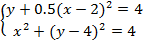 y + 0.5(x − 2)² = 4
x² + (y − 4)² = 4